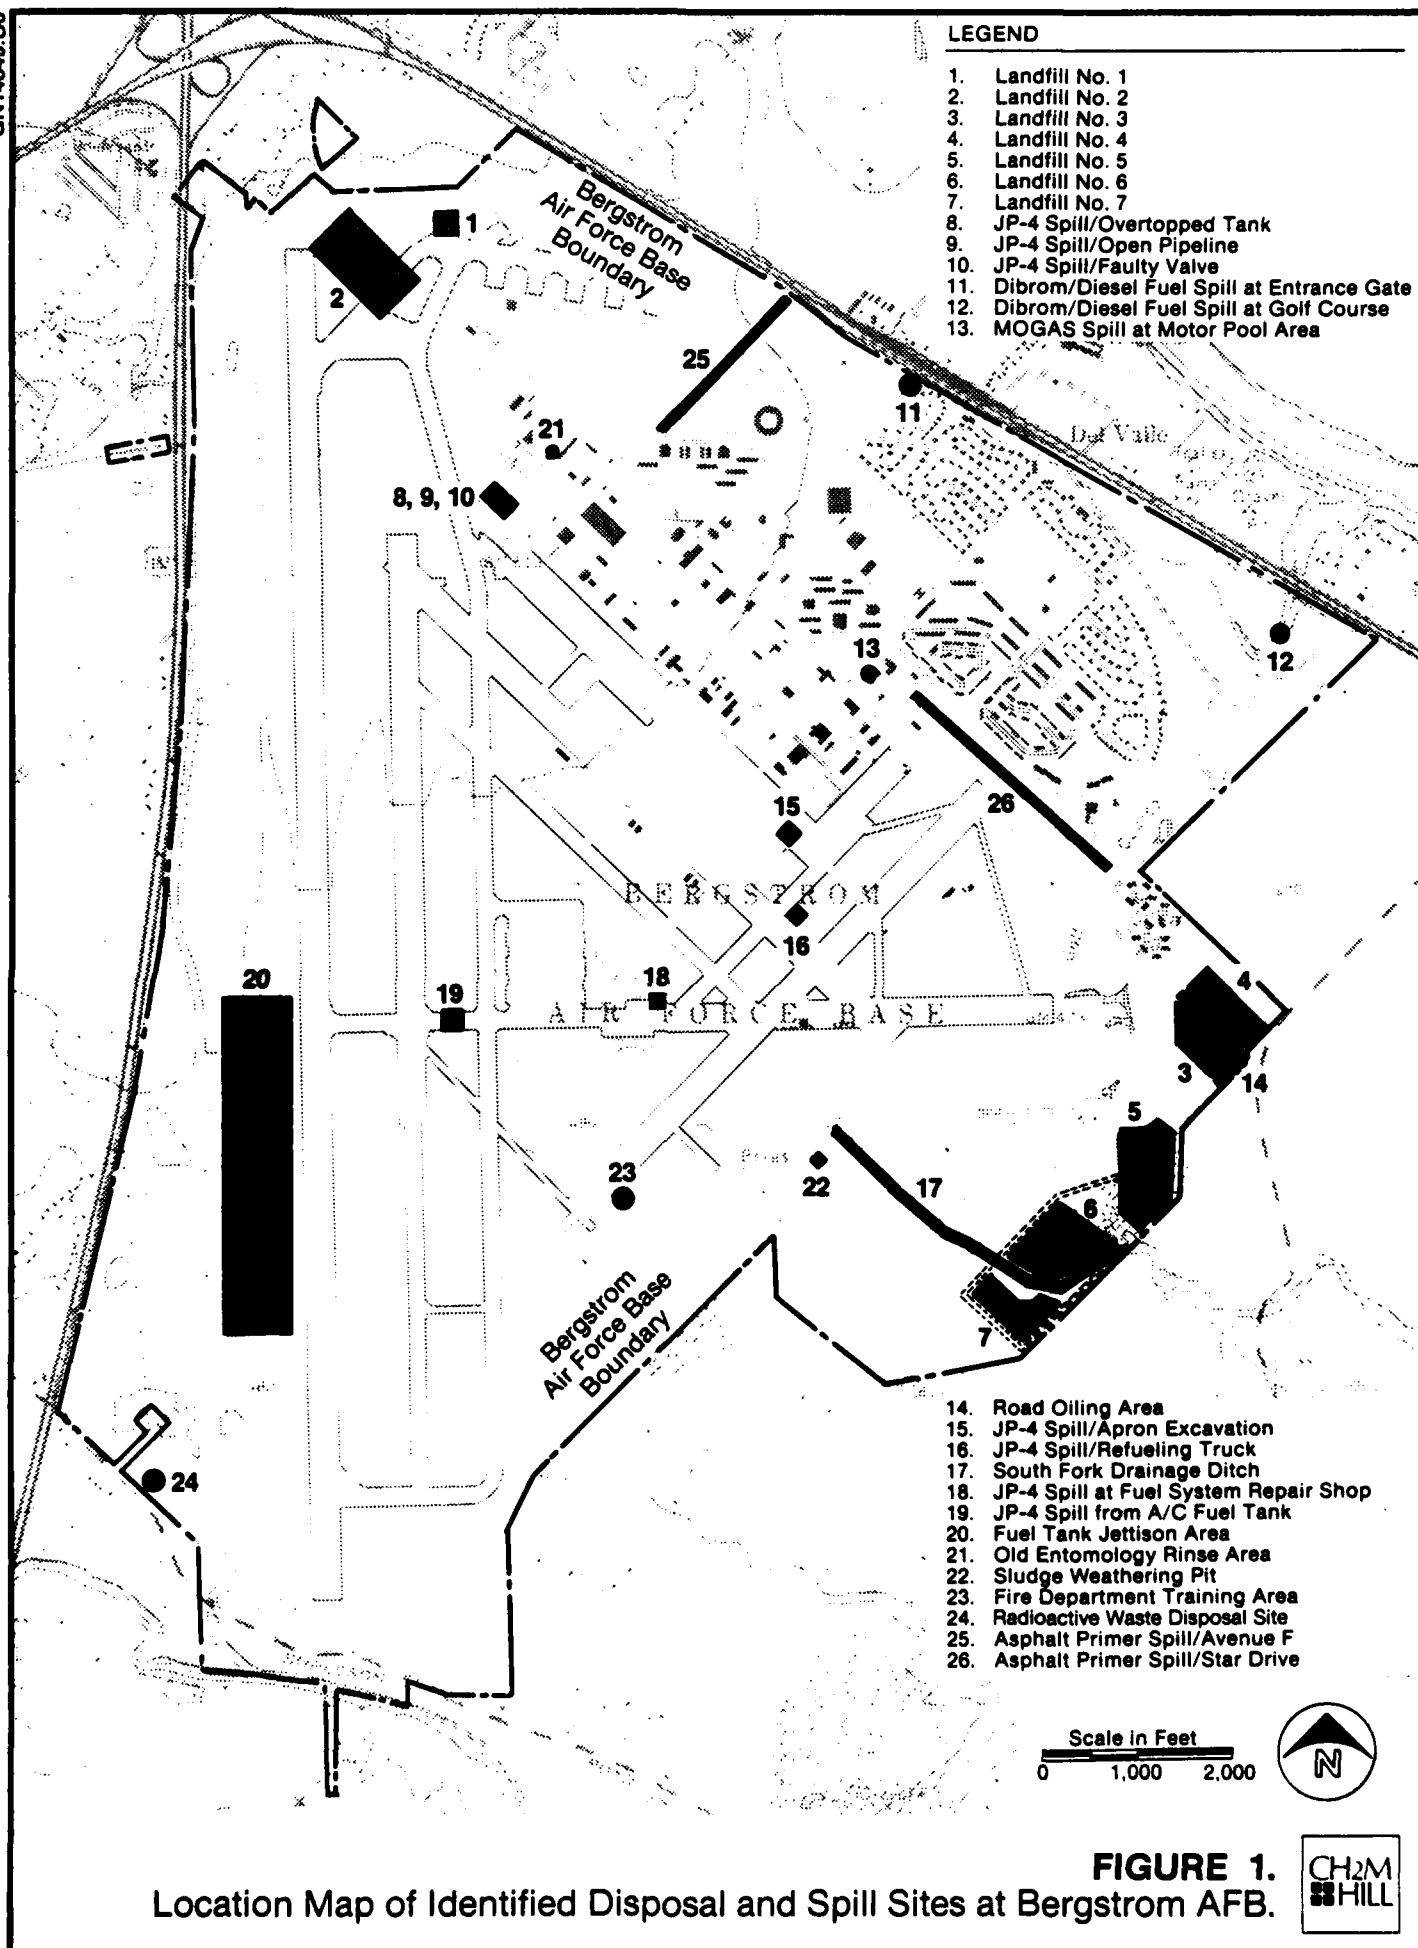 LEGEND
1. Landfill No. 1
2. Landfill No. 2
3. Landfill No. 3
4. Landfill No. 4
5. Landfill No. 5
6. Landfill No. 6
7. Landfill No. 7
8. JP-4 Spill/Overtopped Tank
9. JP-4 Spill/Open Pipeline
10. JP-4 Spill/Faulty Valve
11. Dibrom/Diesel Fuel Spill at Entrance Gate
12. Dibrom/Diesel Fuel Spill at Golf Course
13. MOGAS Spill at Motor Pool Area
Bergstrom
Air Force Base
Boundary
1
2
25
11
Del Valle
21
8, 9, 10
12
13
26
15
BERGSTROM
16
20
19
18
AIR FORCE BASE
4
3
14
5
23
22
17
6
7
Bergstrom
Air Force Base
Boundary
24
14. Road Oiling Area
15. JP-4 Spill/Apron Excavation
16. JP-4 Spill/Refueling Truck
17. South Fork Drainage Ditch
18. JP-4 Spill at Fuel System Repair Shop
19. JP-4 Spill from A/C Fuel Tank
20. Fuel Tank Jettison Area
21. Old Entomology Rinse Area
22. Sludge Weathering Pit
23. Fire Department Training Area
24. Radioactive Waste Disposal Site
25. Asphalt Primer Spill/Avenue F
26. Asphalt Primer Spill/Star Drive
Scale in Feet
0 1,000 2,000
N
FIGURE 1.
Location Map of Identified Disposal and Spill Sites at Bergstrom AFB.
CH2M
HILL